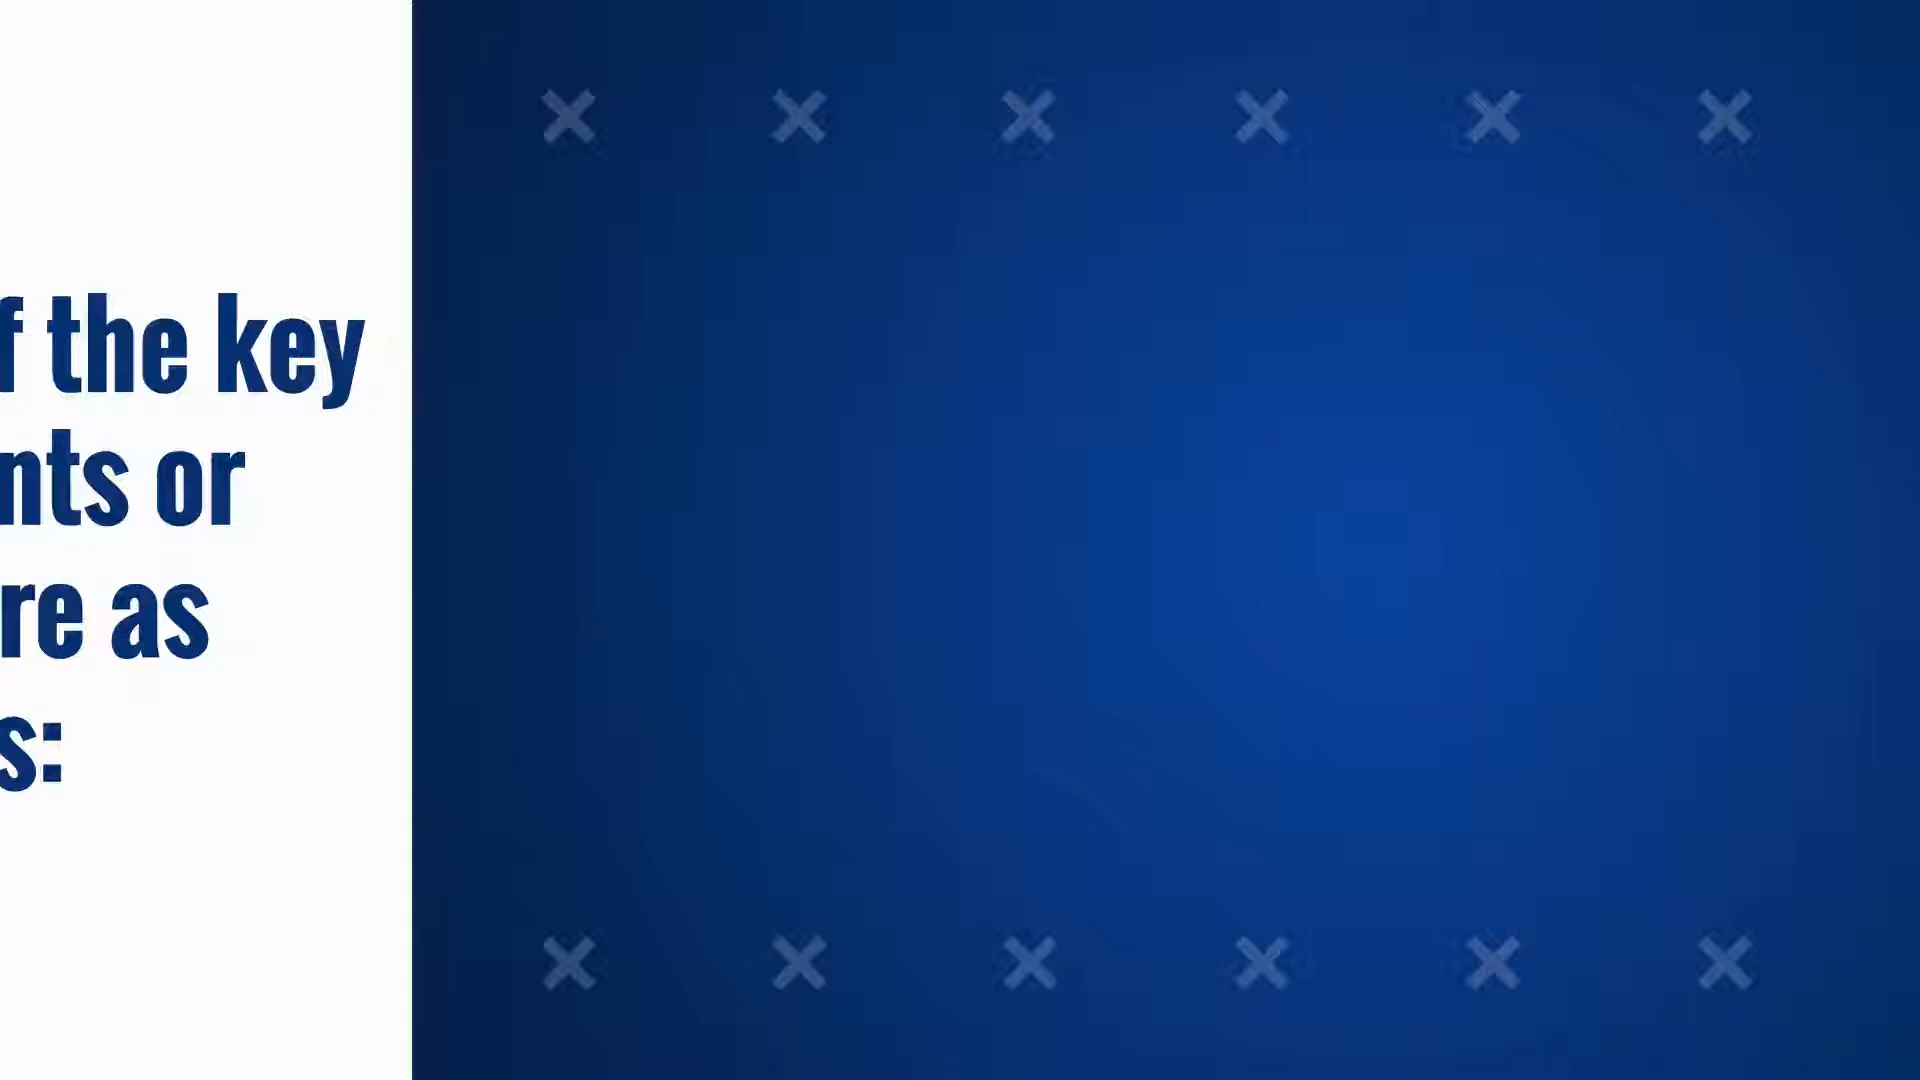 f the key
nts or
re as
s: